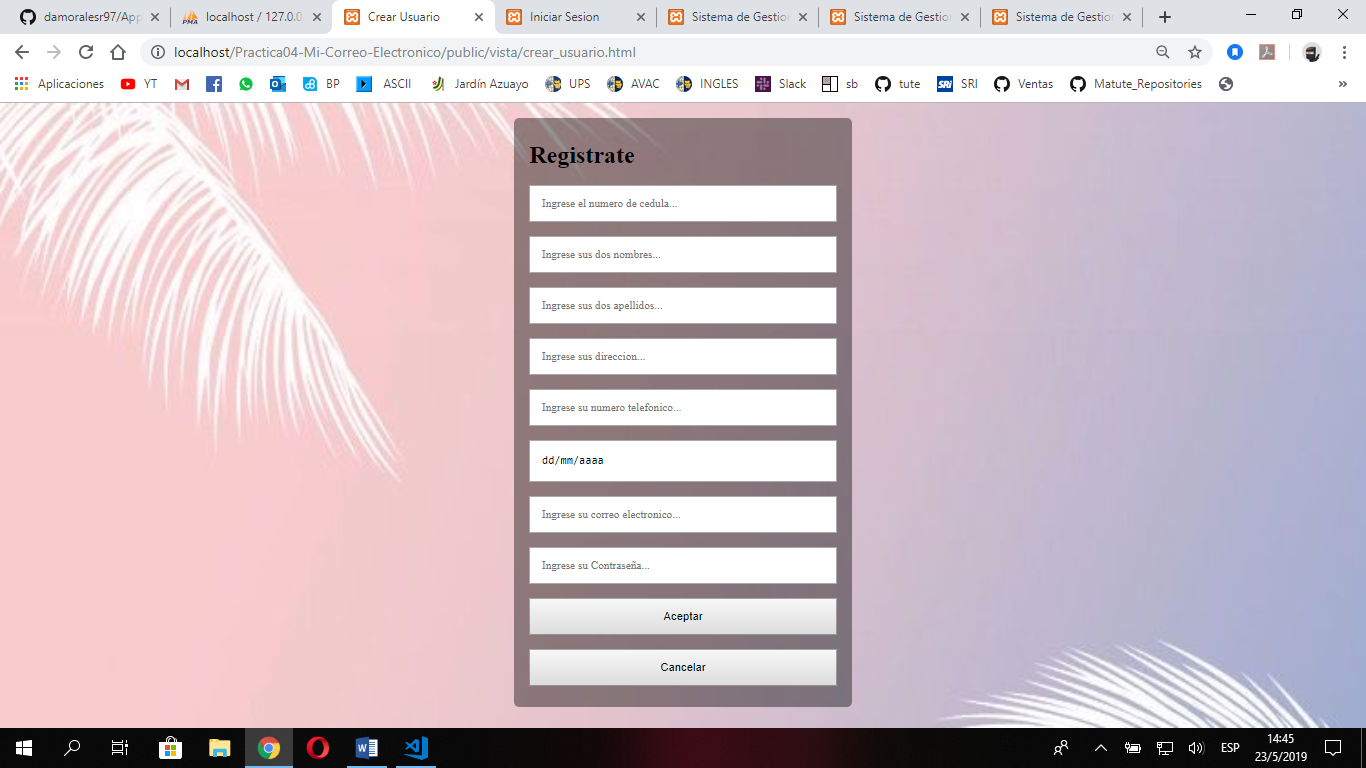 damoralesr97/App
localhost / 127.0.0.
Crear Usuario
Iniciar Sesion
Sistema de Gestion
Sistema de Gestion
Sistema de Gestion
localhost/Practica04-Mi-Correo-Electronico/public/vista/crear_usuario.html
Aplicaciones YT BP ASCII Jardín Azuayo UPS AVAC INGLES Slack sb tute SRI Ventas Matute_Repositories »
Registrate
Ingrese el numero de cedula...
Ingrese sus dos nombres...
Ingrese sus dos apellidos...
Ingrese sus direccion...
Ingrese su numero telefonico...
dd/mm/aaaa
Ingrese su correo electronico...
Ingrese su Contraseña...
Aceptar
Cancelar
ESP
14:45
23/5/2019